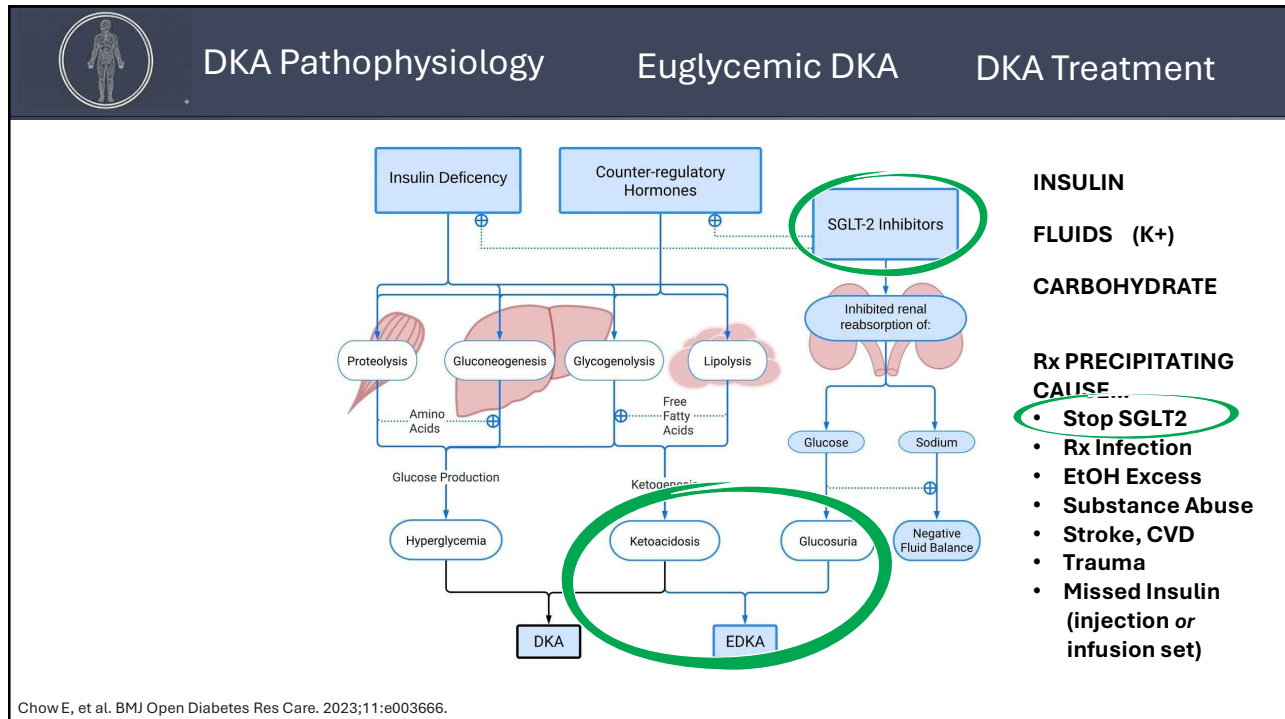 DKA Pathophysiology
Euglycemic DKA
DKA Treatment
Insulin Deficency
Counter-regulatory
Hormones
SGLT-2 Inhibitors
Inhibited renal
reabsorption of:
Proteolysis
Gluconeogenesis
Glycogenolysis
Lipolysis
Amino
Acids
Free
Fatty
Acids
Glucose
Sodium
Glucose Production
Ketogenesis
Hyperglycemia
Ketoacidosis
Glucosuria
Negative
Fluid Balance
DKA
EDKA
INSULIN
FLUIDS (K+)
CARBOHYDRATE
Rx PRECIPITATING
CAUSE...
• Stop SGLT2
• Rx Infection
• EtOH Excess
• Substance Abuse
• Stroke, CVD
• Trauma
• Missed Insulin
(injection or
infusion set)
Chow E, et al. BMJ Open Diabetes Res Care. 2023;11:e003666.